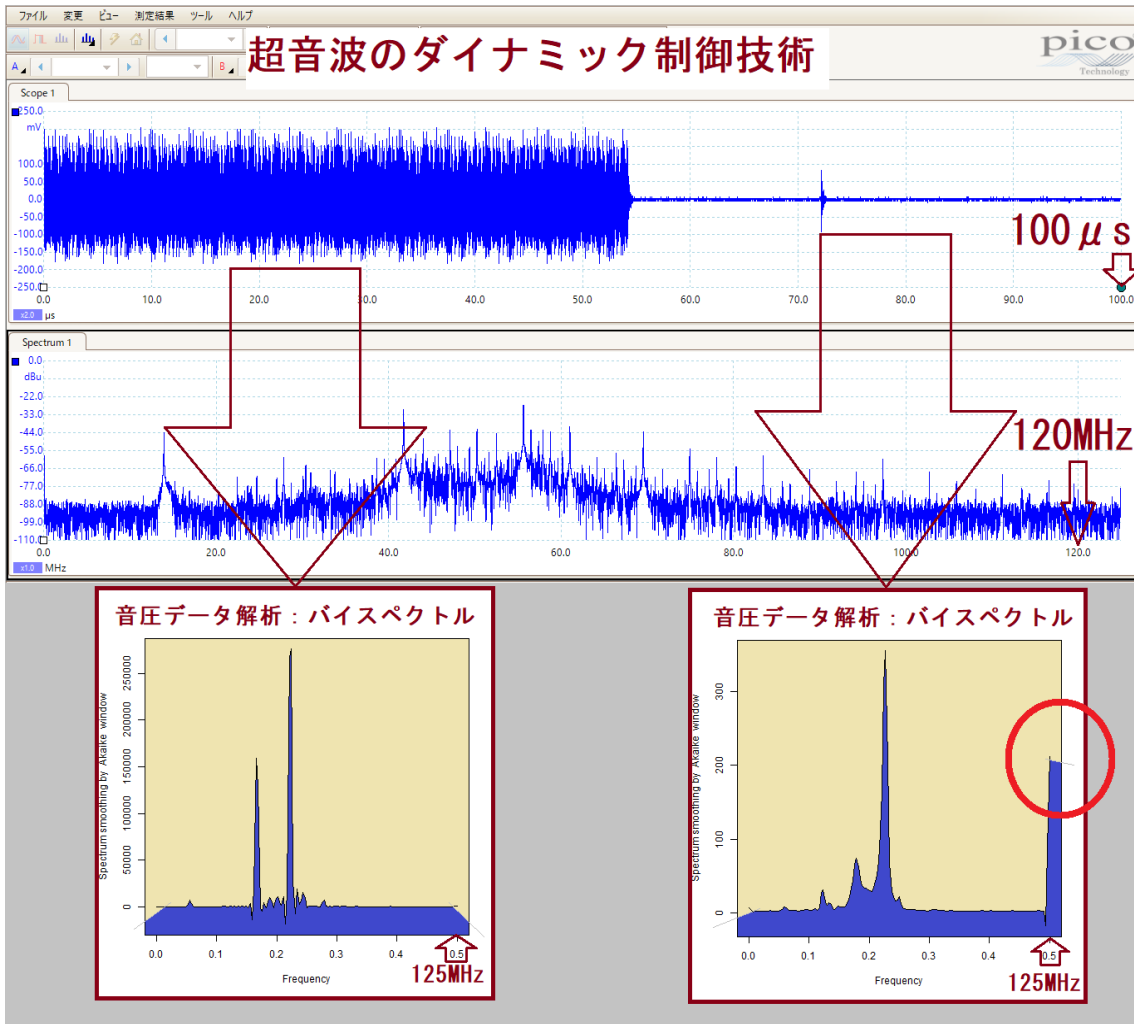 ファイル 変更 ビュー 測定結果 ツール ヘルプ
超音波のダイナミック制御技術
pico
Technology
A
B
Scope 1
250.0
mV
100.0
50.0
0.0
-50.0
-100.0
-150.0
-200.0
-250.0
100μs
0.0 10.0 20.0 30.0 40.0 50.0 60.0 70.0 80.0 90.0 100.0
x2.0 µs
Spectrum 1
0.0
dBu
-22.0
-33.0
-44.0
-55.0
-66.0
-77.0
-88.0
-99.0
-110.0
120MHz
0.0 20.0 40.0 60.0 80.0 100.0 120.0
x1.0 MHz
音圧データ解析:バイスペクトル
Spectrum smoothing by Akaike window
250000
200000
150000
100000
50000
0
0.0 0.1 0.2 0.3 0.4 0.5
Frequency
125MHz
音圧データ解析:バイスペクトル
Spectrum smoothing by Akaike window
300
200
100
0
0.0 0.1 0.2 0.3 0.4 0.5
Frequency
125MHz